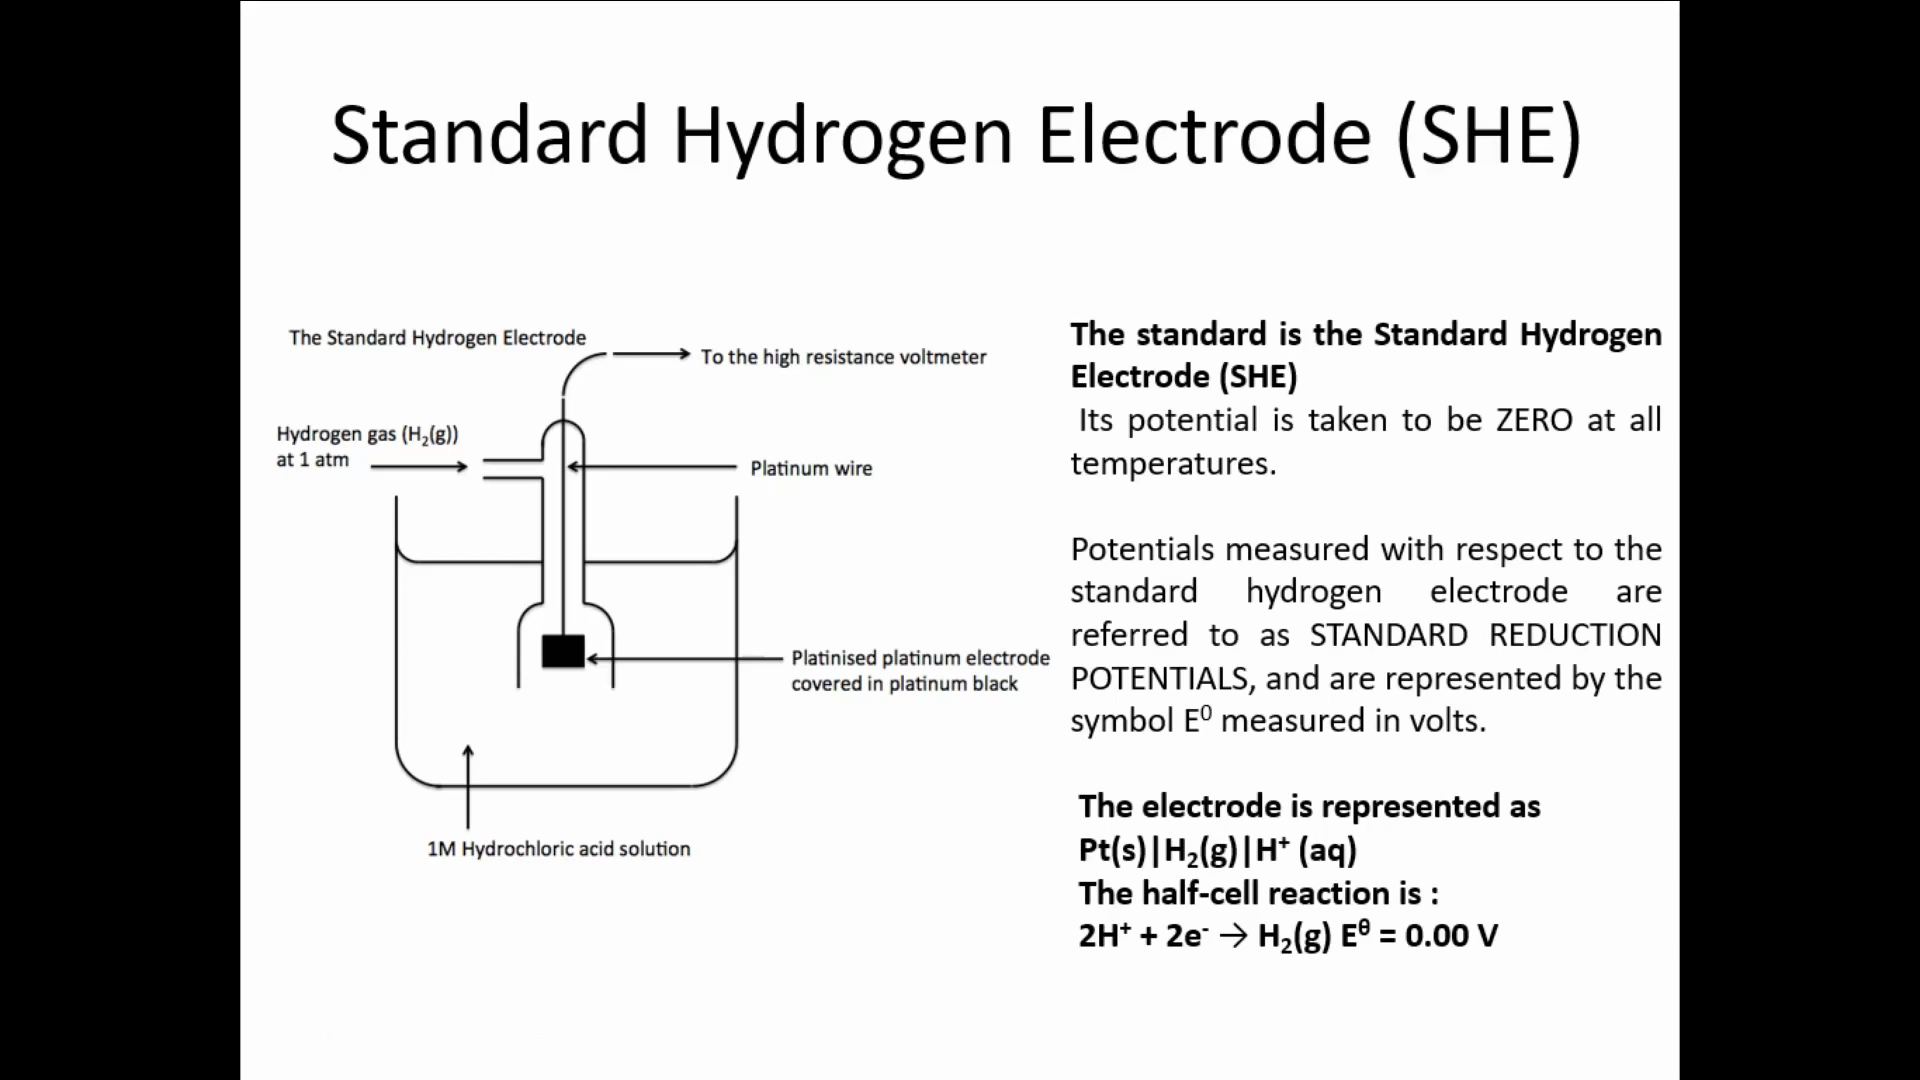 Standard Hydrogen Electrode (SHE)
The Standard Hydrogen Electrode
To the high resistance voltmeter
Hydrogen gas (H₂(g))
at 1 atm
Platinum wire
Platinised platinum electrode
covered in platinum black
1M Hydrochloric acid solution
The standard is the Standard Hydrogen
Electrode (SHE)
Its potential is taken to be ZERO at all
temperatures.
Potentials measured with respect to the
standard hydrogen electrode are
referred to as STANDARD REDUCTION
POTENTIALS, and are represented by the
symbol E⁰ measured in volts.
The electrode is represented as
Pt(s)|H₂(g)|H⁺ (aq)
The half-cell reaction is :
2H⁺ + 2e⁻ → H₂(g) Eᶿ = 0.00 V